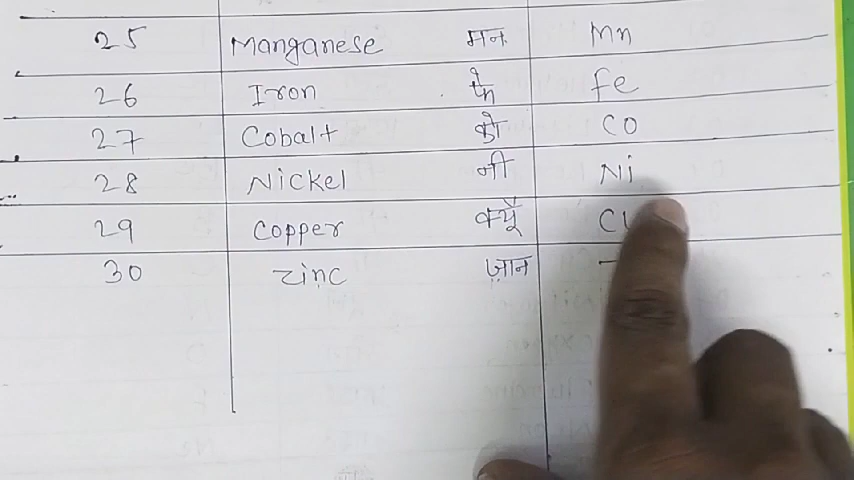 25 Manganese मन Mn
26 Iron फे Fe
27 Cobalt को CO
28 Nickel नी Ni
29 Copper क्यूँ
30 Zinc ज़ान